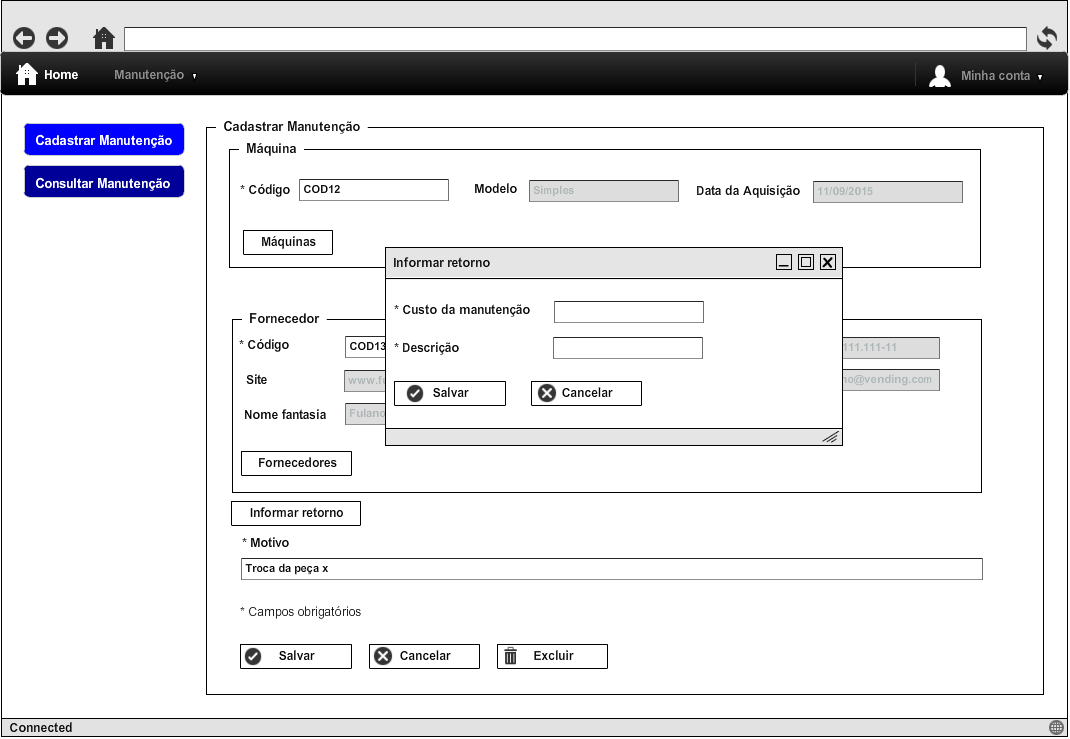 Home
Manutenção
Minha conta
Cadastrar Manutenção
Consultar Manutenção
Cadastrar Manutenção
Máquina
* Código
COD12
Modelo
Simples
Data da Aquisição
11/09/2015
Máquinas
Informar retorno
* Custo da manutenção
* Descrição
Salvar
Cancelar
Fornecedor
* Código
COD13
111.111-11
Site
@vending.com
Nome fantasia
Fulano
Fornecedores
Informar retorno
* Motivo
Troca da peça x
* Campos obrigatórios
Salvar
Cancelar
Excluir
Connected